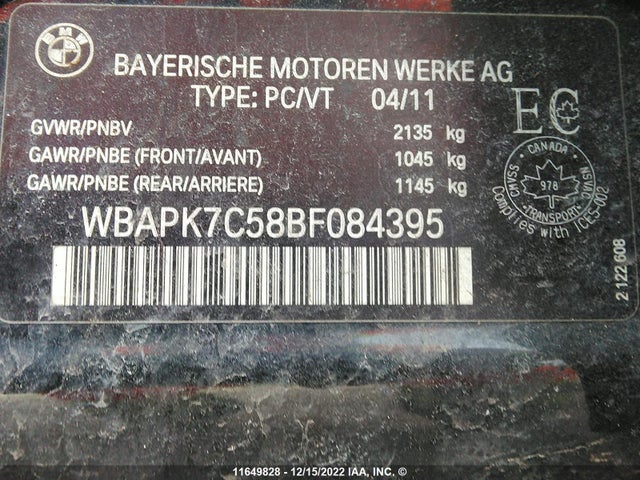 BMW
BAYERISCHE MOTOREN WERKE AG
TYPE: PC/VT 04/11
EC
GVWR/PNBV 2135 kg
GAWR/PNBE (FRONT/AVANT) 1045 kg
GAWR/PNBE (REAR/ARRIERE) 1145 kg
CANADA
CMVSS
978
NSVAC
TRANSPORT
Complies with ICES-002
WBAPK7C58BF084395
2 122 608
11649828 - 12/15/2022 IAA, INC. ©